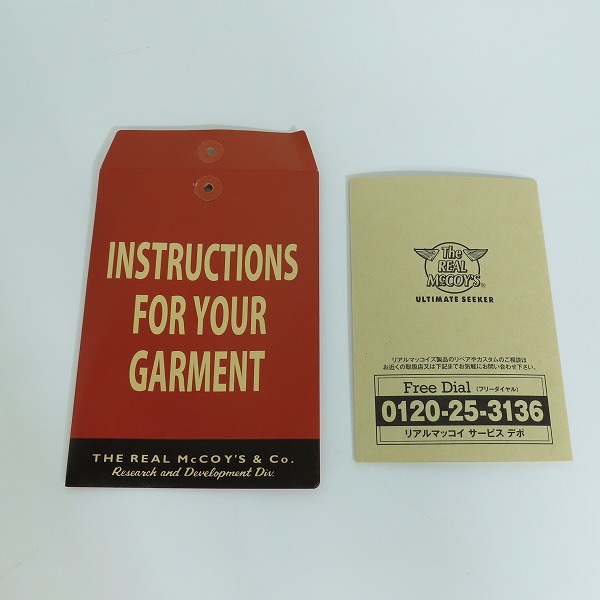 INSTRUCTIONS
FOR YOUR
GARMENT
THE REAL McCOY'S & Co.
Research and Development Div.
The
REAL
McCOY'S®
ULTIMATE SEEKER
リアルマッコイズ製品のリペアやカスタムのご相談は
お近くの取扱店又は下記までお気軽にお問い合わせ下さい。
Free Dial (フリーダイヤル)
0120-25-3136
リアルマッコイ サービス デポ